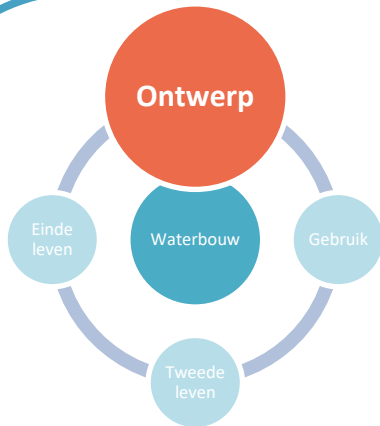 Ontwerp
Einde
leven
Waterbouw
Gebruik
Tweede
leven